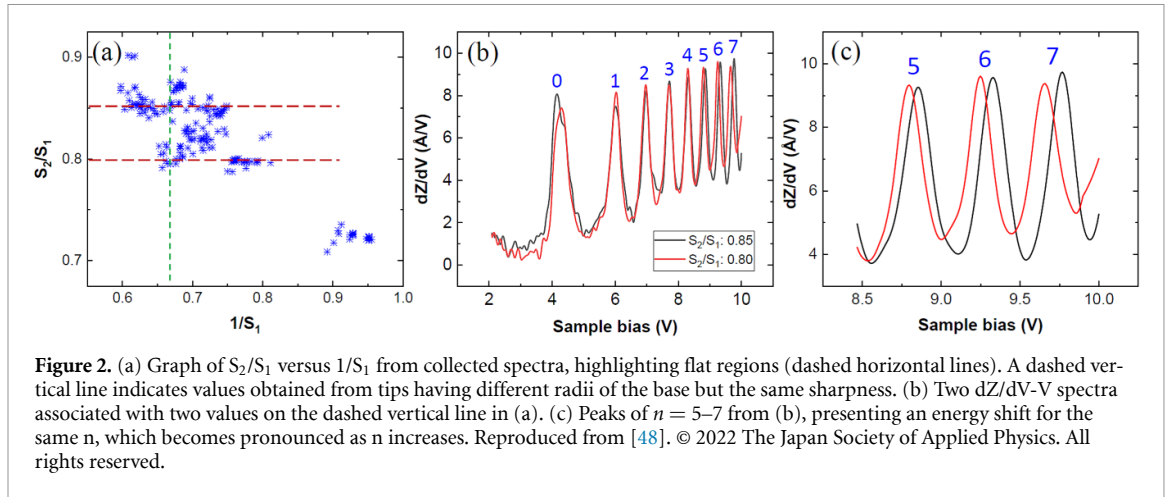 (a)
0.9
0.8
0.7
S₂/S₁
0.6 0.7 0.8 0.9 1.0
1/S₁
(b)
0 1 2 3 4 5 6 7
10
8
6
4
2
0
dZ/dV (Å/V)
S₂/S₁: 0.85
S₂/S₁: 0.80
2 4 6 8 10
Sample bias (V)
(c)
5 6 7
10
8
6
4
dZ/dV (Å/V)
8.5 9.0 9.5 10.0
Sample bias (V)
Figure 2. (a) Graph of S₂/S₁ versus 1/S₁ from collected spectra, highlighting flat regions (dashed horizontal lines). A dashed ver-
tical line indicates values obtained from tips having different radii of the base but the same sharpness. (b) Two dZ/dV-V spectra
associated with two values on the dashed vertical line in (a). (c) Peaks of n = 5–7 from (b), presenting an energy shift for the
same n, which becomes pronounced as n increases. Reproduced from [48]. © 2022 The Japan Society of Applied Physics. All
rights reserved.